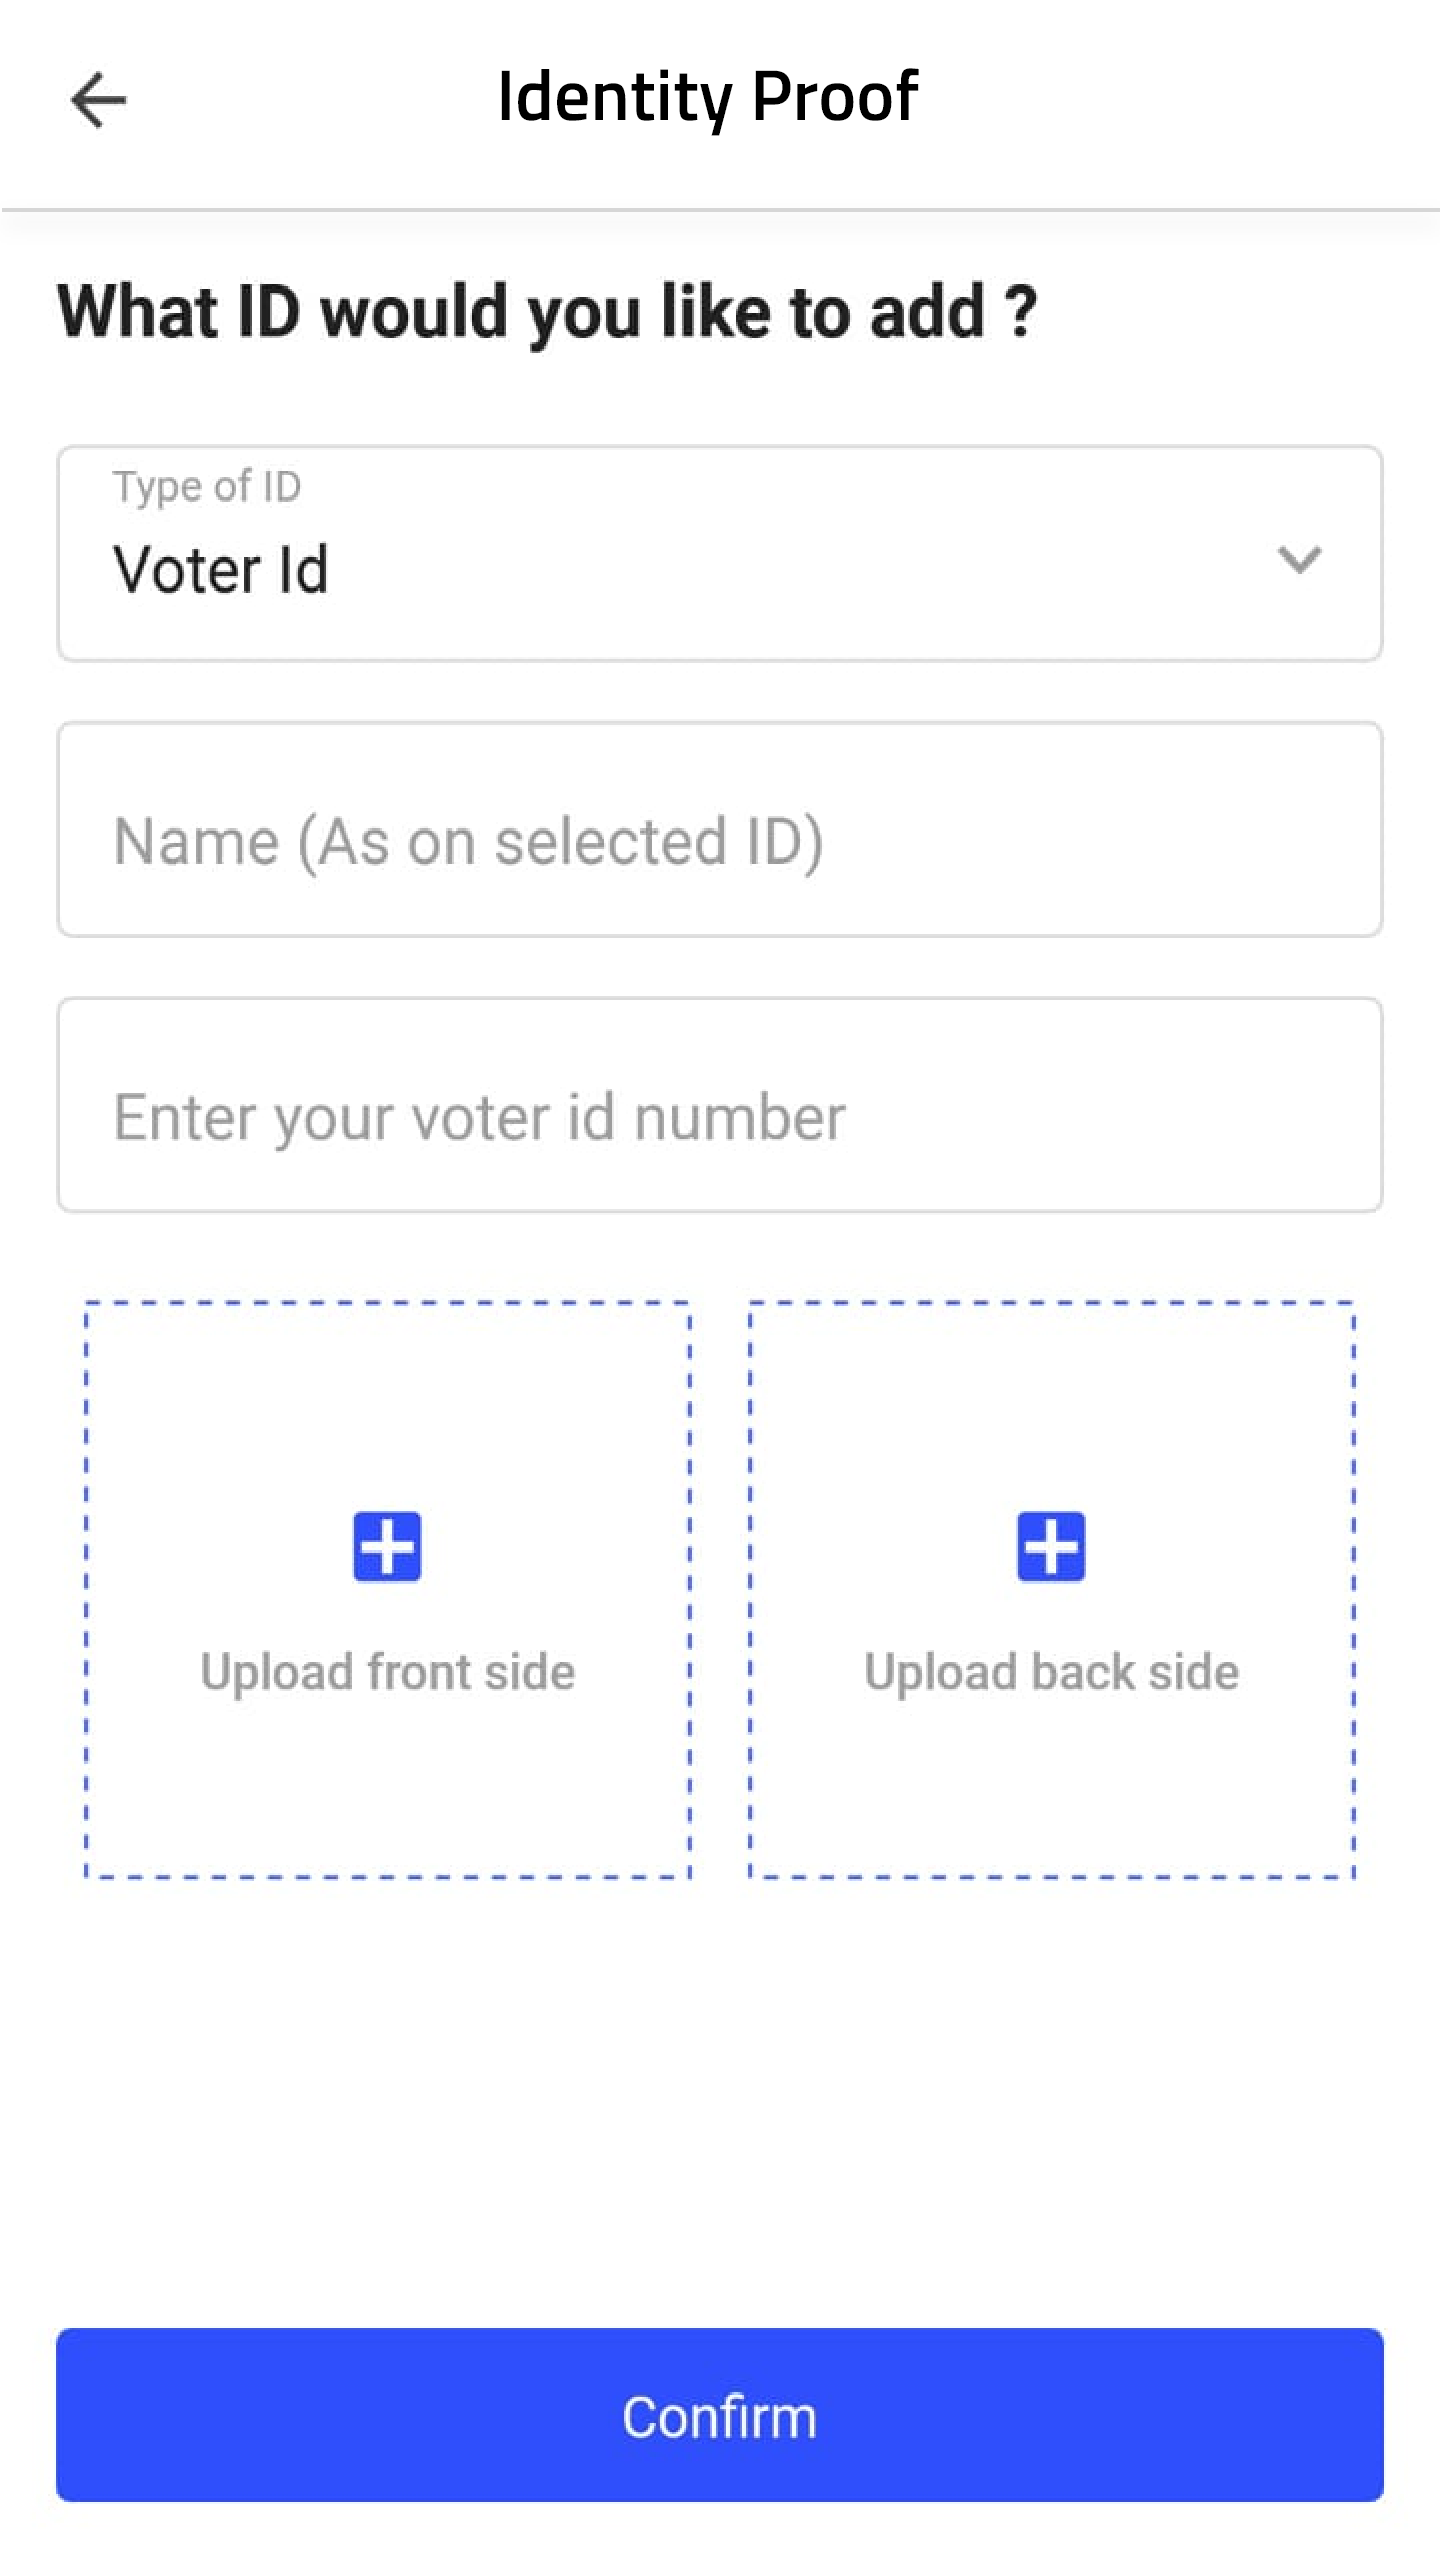 Identity Proof
What ID would you like to add ?
Type of ID
Voter Id
Name (As on selected ID)
Enter your voter id number
Upload front side
Upload back side
Confirm